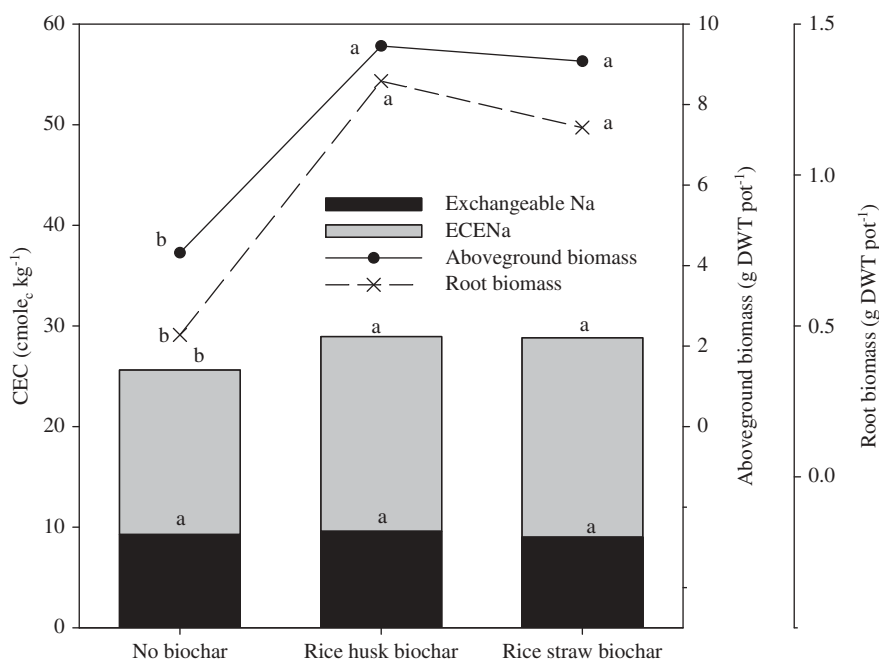 60
50
40
30
20
10
0
CEC (cmole_c kg⁻¹)
10
8
6
4
2
0
Aboveground biomass (g DWT pot⁻¹)
1.5
1.0
0.5
0.0
Root biomass (g DWT pot⁻¹)
a
a
a
a
Exchangeable Na
ECENa
Aboveground biomass
Root biomass
b
b
b
a
a
a
a
a
No biochar
Rice husk biochar
Rice straw biochar